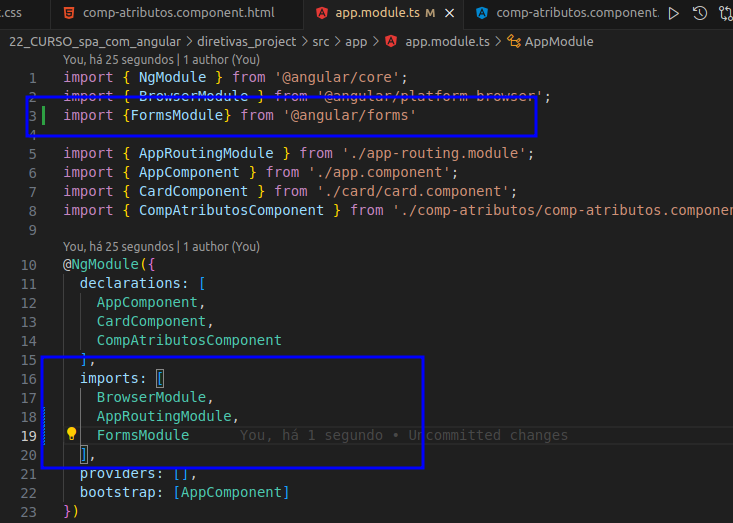 .css comp-atributos.component.html app.module.ts M comp-atributos.component.
22_CURSO_spa_com_angular > diretivas_project > src > app > app.module.ts > AppModule
You, há 25 segundos | 1 author (You)
1 import { NgModule } from '@angular/core';
2 import { BrowserModule } from '@angular/platform-browser';
3 import {FormsModule} from '@angular/forms'
4
5 import { AppRoutingModule } from './app-routing.module';
6 import { AppComponent } from './app.component';
7 import { CardComponent } from './card/card.component';
8 import { CompAtributosComponent } from './comp-atributos/comp-atributos.componen
9
You, há 25 segundos | 1 author (You)
10 @NgModule({
11 declarations: [
12 AppComponent,
13 CardComponent,
14 CompAtributosComponent
15 ],
16 imports: [
17 BrowserModule,
18 AppRoutingModule,
19 FormsModule You, há 1 segundo • Uncommitted changes
20 ],
21 providers: [],
22 bootstrap: [AppComponent]
23 })